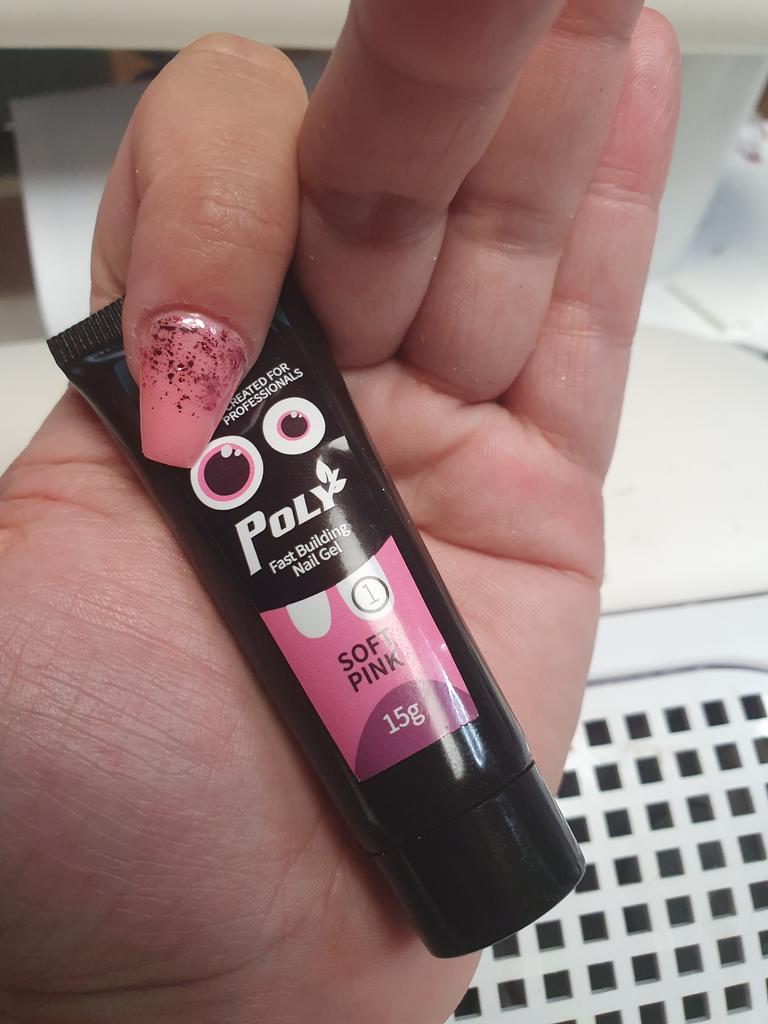 CREATED FOR
PROFESSIONALS
POLY
Fast Building
Nail Gel
1
SOFT
PINK
15g